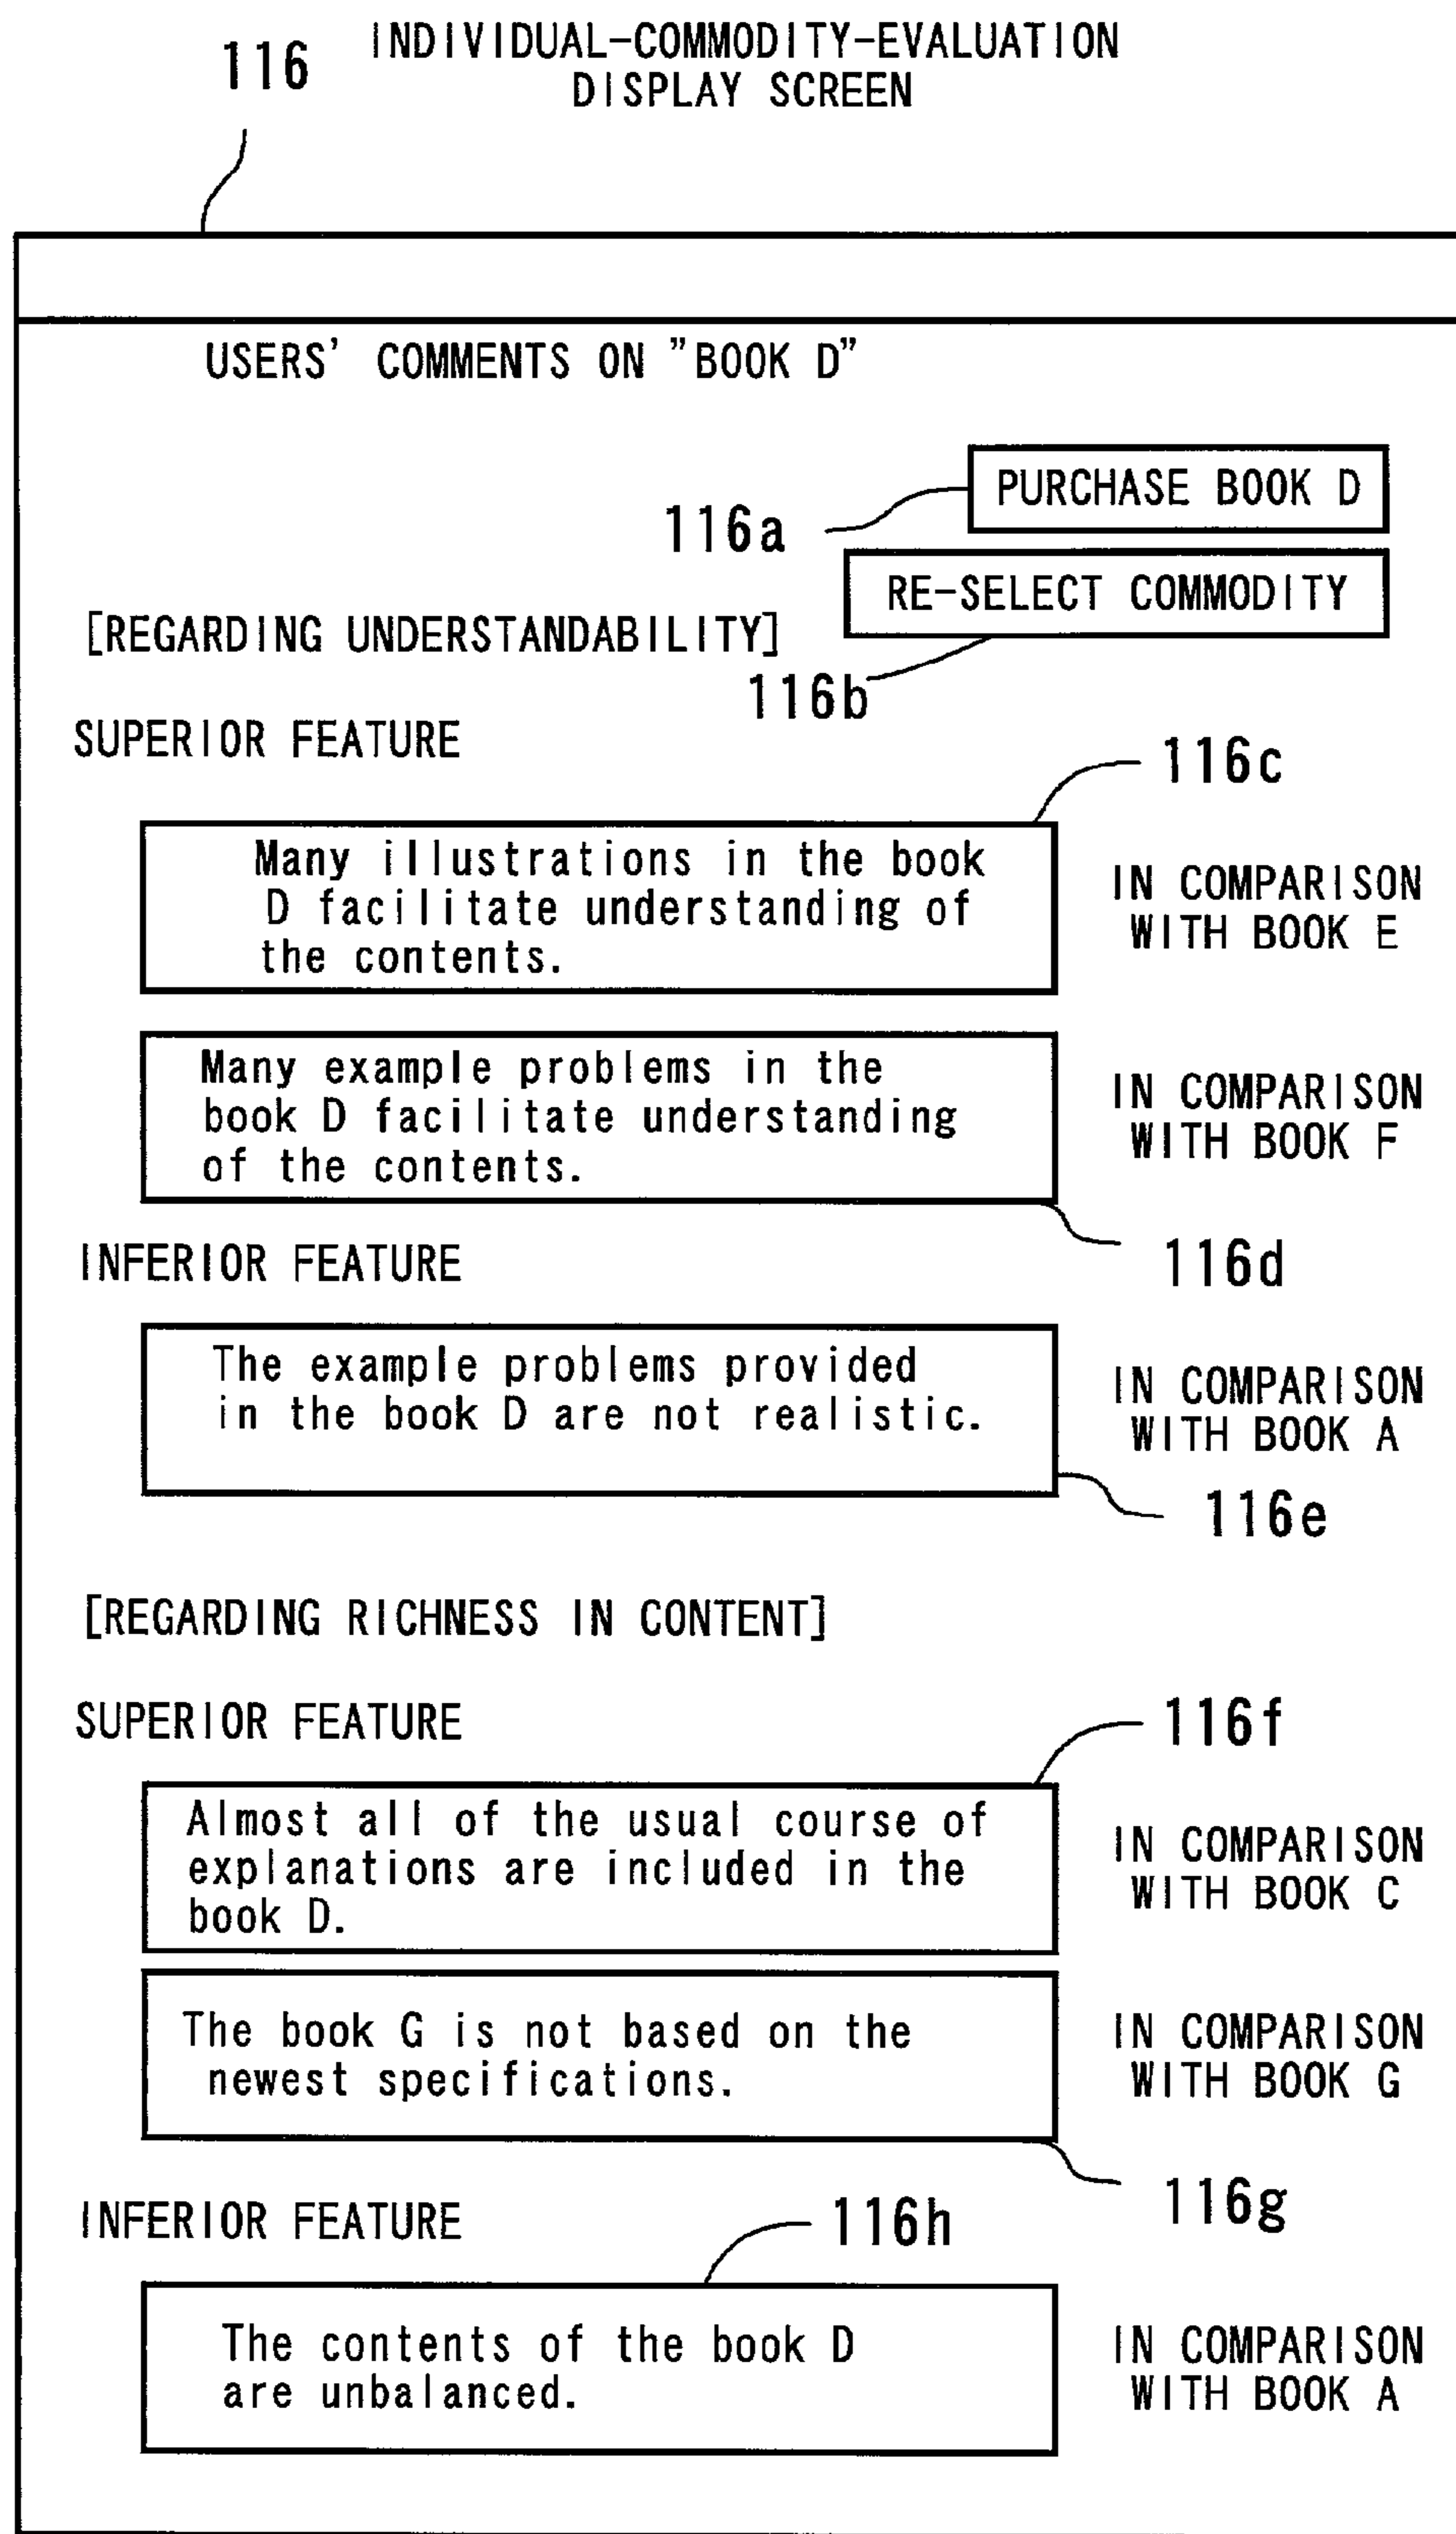 116
INDIVIDUAL-COMMODITY-EVALUATION
DISPLAY SCREEN
USERS' COMMENTS ON "BOOK D"
PURCHASE BOOK D
116a
RE-SELECT COMMODITY
[REGARDING UNDERSTANDABILITY]
116b
SUPERIOR FEATURE
116c
Many illustrations in the book
D facilitate understanding of
the contents.
IN COMPARISON
WITH BOOK E
Many example problems in the
book D facilitate understanding
of the contents.
IN COMPARISON
WITH BOOK F
116d
INFERIOR FEATURE
The example problems provided
in the book D are not realistic.
IN COMPARISON
WITH BOOK A
116e
[REGARDING RICHNESS IN CONTENT]
SUPERIOR FEATURE
116f
Almost all of the usual course of
explanations are included in the
book D.
IN COMPARISON
WITH BOOK C
The book G is not based on the
newest specifications.
IN COMPARISON
WITH BOOK G
116g
INFERIOR FEATURE
116h
The contents of the book D
are unbalanced.
IN COMPARISON
WITH BOOK A